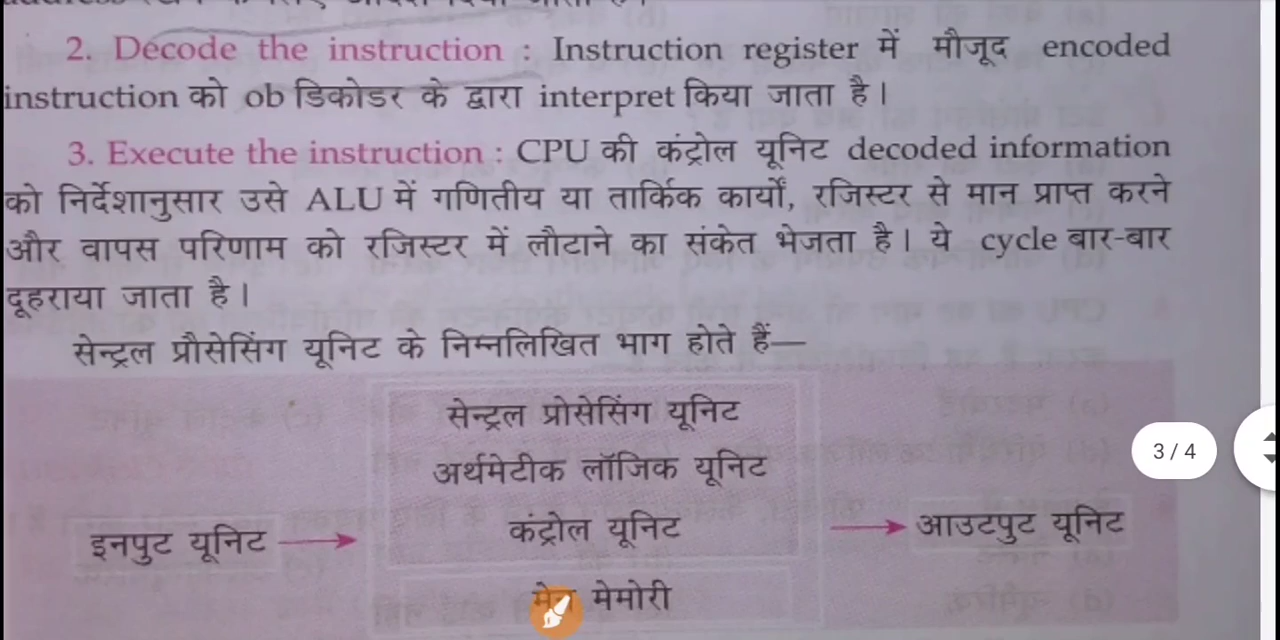 2. Decode the instruction : Instruction register में मौजूद encoded
instruction को ob डिकोडर के द्वारा interpret किया जाता है।
3. Execute the instruction : CPU की कंट्रोल यूनिट decoded information
को निर्देशानुसार उसे ALU में गणितीय या तार्किक कार्यों, रजिस्टर से मान प्राप्त करने
और वापस परिणाम को रजिस्टर में लौटाने का संकेत भेजता है। ये cycle बार-बार
दूहराया जाता है।
सेन्ट्रल प्रौसेसिंग यूनिट के निम्नलिखित भाग होते हैं—
सेन्ट्रल प्रोसेसिंग यूनिट
अर्थमेटीक लॉजिक यूनिट
3 / 4
इनपुट यूनिट
कंट्रोल यूनिट
आउटपुट यूनिट
मेमोरी